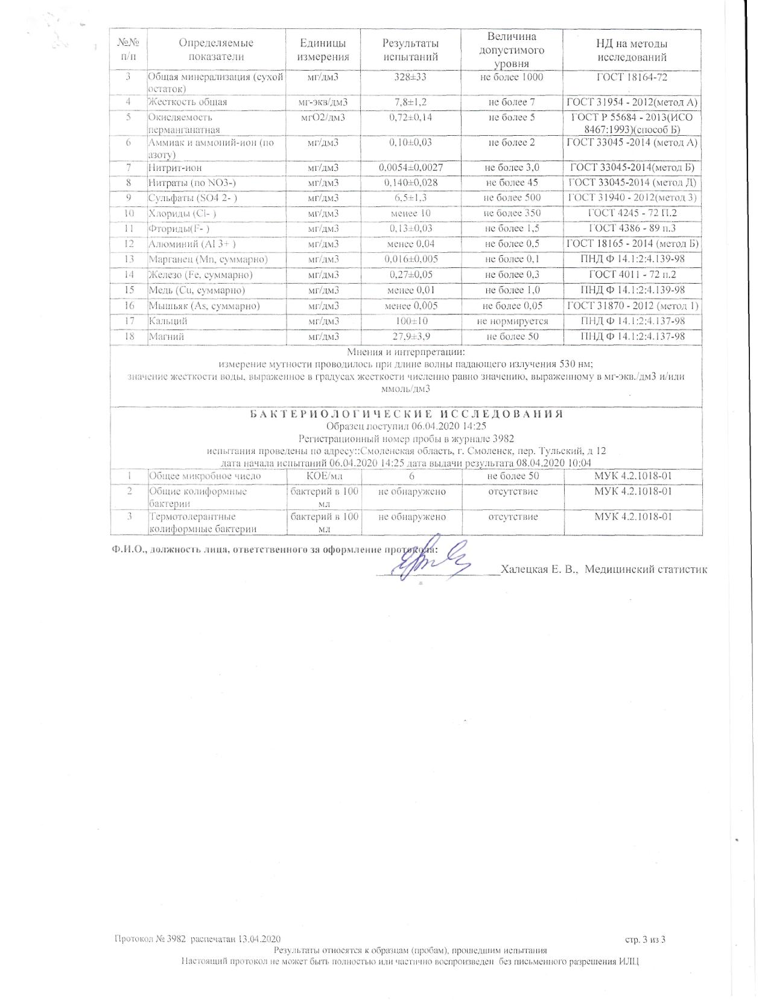 №№ п/п Определяемые показатели Единицы измерения Результаты испытаний Величина допустимого уровня НД на методы исследований
3 Общая минерализация (сухой остаток) мг/дм3 328±33 не более 1000 ГОСТ 18164-72
4 Жесткость общая мг-экв/дм3 7,8±1,2 не более 7 ГОСТ 31954 - 2012(метод А)
5 Окисляемость перманганатная мгО2/дм3 0,72±0,14 не более 5 ГОСТ Р 55684 - 2013(ИСО 8467:1993)(способ Б)
6 Аммиак и аммоний-ион (по азоту) мг/дм3 0,10±0,03 не более 2 ГОСТ 33045 -2014 (метод А)
7 Нитрит-ион мг/дм3 0,0054±0,0027 не более 3,0 ГОСТ 33045-2014(метод Б)
8 Нитраты (по NO3-) мг/дм3 0,140±0,028 не более 45 ГОСТ 33045-2014 (метод Д)
9 Сульфаты (SO4 2- ) мг/дм3 6,5±1,3 не более 500 ГОСТ 31940 - 2012(метод 3)
10 Хлориды (Cl- ) мг/дм3 менее 10 не более 350 ГОСТ 4245 - 72 П.2
11 Фториды(F- ) мг/дм3 0,13±0,03 не более 1,5 ГОСТ 4386 - 89 п.3
12 Алюминий (Al 3+ ) мг/дм3 менее 0,04 не более 0,5 ГОСТ 18165 - 2014 (метод Б)
13 Марганец (Mn, суммарно) мг/дм3 0,016±0,005 не более 0,1 ПНД Ф 14.1:2:4.139-98
14 Железо (Fe, суммарно) мг/дм3 0,27±0,05 не более 0,3 ГОСТ 4011 - 72 п.2
15 Медь (Cu, суммарно) мг/дм3 менее 0,01 не более 1,0 ПНД Ф 14.1:2:4.139-98
16 Мышьяк (As, суммарно) мг/дм3 менее 0,005 не более 0,05 ГОСТ 31870 - 2012 (метод 1)
17 Кальций мг/дм3 100±10 не нормируется ПНД Ф 14.1:2:4.137-98
18 Магний мг/дм3 27,9±3,9 не более 50 ПНД Ф 14.1:2:4.137-98
Мнения и интерпретации:
измерение мутности проводилось при длине волны падающего излучения 530 нм;
значение жесткости воды, выраженное в градусах жесткости численно равно значению, выраженному в мг-экв./дм3 и/или
ммоль/дм3
БАКТЕРИОЛОГИЧЕСКИЕ ИССЛЕДОВАНИЯ
Образец поступил 06.04.2020 14:25
Регистрационный номер пробы в журнале 3982
испытания проведены по адресу::Смоленская область, г. Смоленск, пер. Тульский, д 12
дата начала испытаний 06.04.2020 14:25 дата выдачи результата 08.04.2020 10:04
1 Общее микробное число КОЕ/мл 6 не более 50 МУК 4.2.1018-01
2 Общие колиформные бактерии бактерий в 100 мл не обнаружено отсутствие МУК 4.2.1018-01
3 Термотолерантные колиформные бактерии бактерий в 100 мл не обнаружено отсутствие МУК 4.2.1018-01
Ф.И.О., должность лица, ответственного за оформление протокола:
Халецкая Е. В., Медицинский статистик
Протокол № 3982 распечатан 13.04.2020 стр. 3 из 3
Результаты относятся к образцам (пробам), прошедшим испытания
Настоящий протокол не может быть полностью или частично воспроизведен без письменного разрешения ИЛЦ